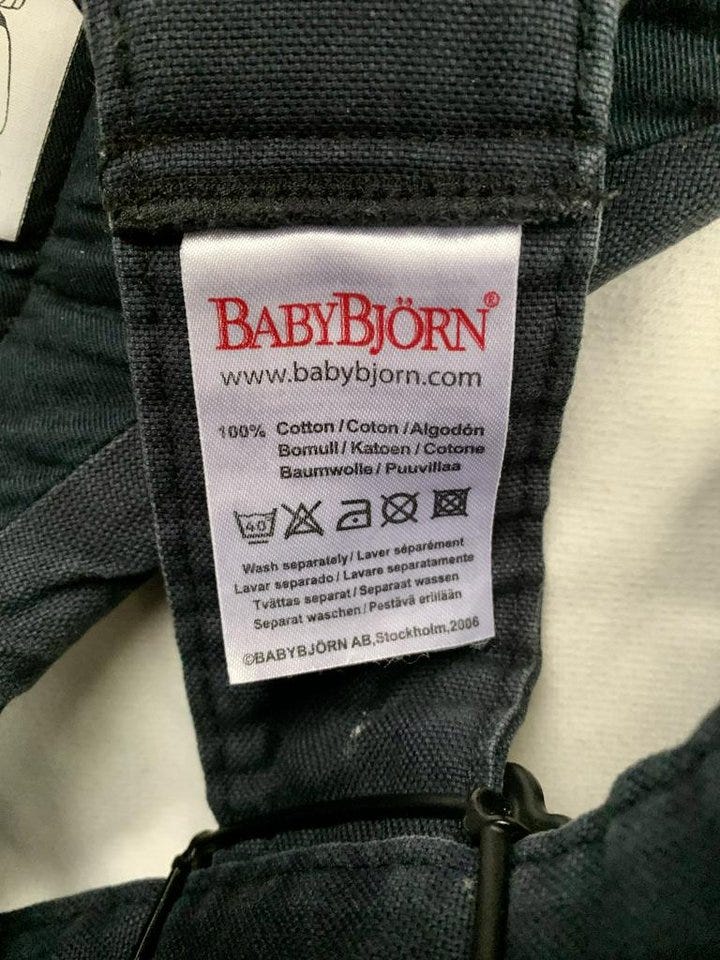 BABYBJÖRN®
www.babybjorn.com
100% Cotton/Coton/Algodón
Bomull/Katoen/Cotone
Baumwolle/Puuvillaa
40
Wash separately/Laver séparément
Lavar separado/Lavare separatamente
Tvättas separat/Separaat wassen
Separat waschen/Pestävä erillään
©BABYBJÖRN AB,Stockholm,2006